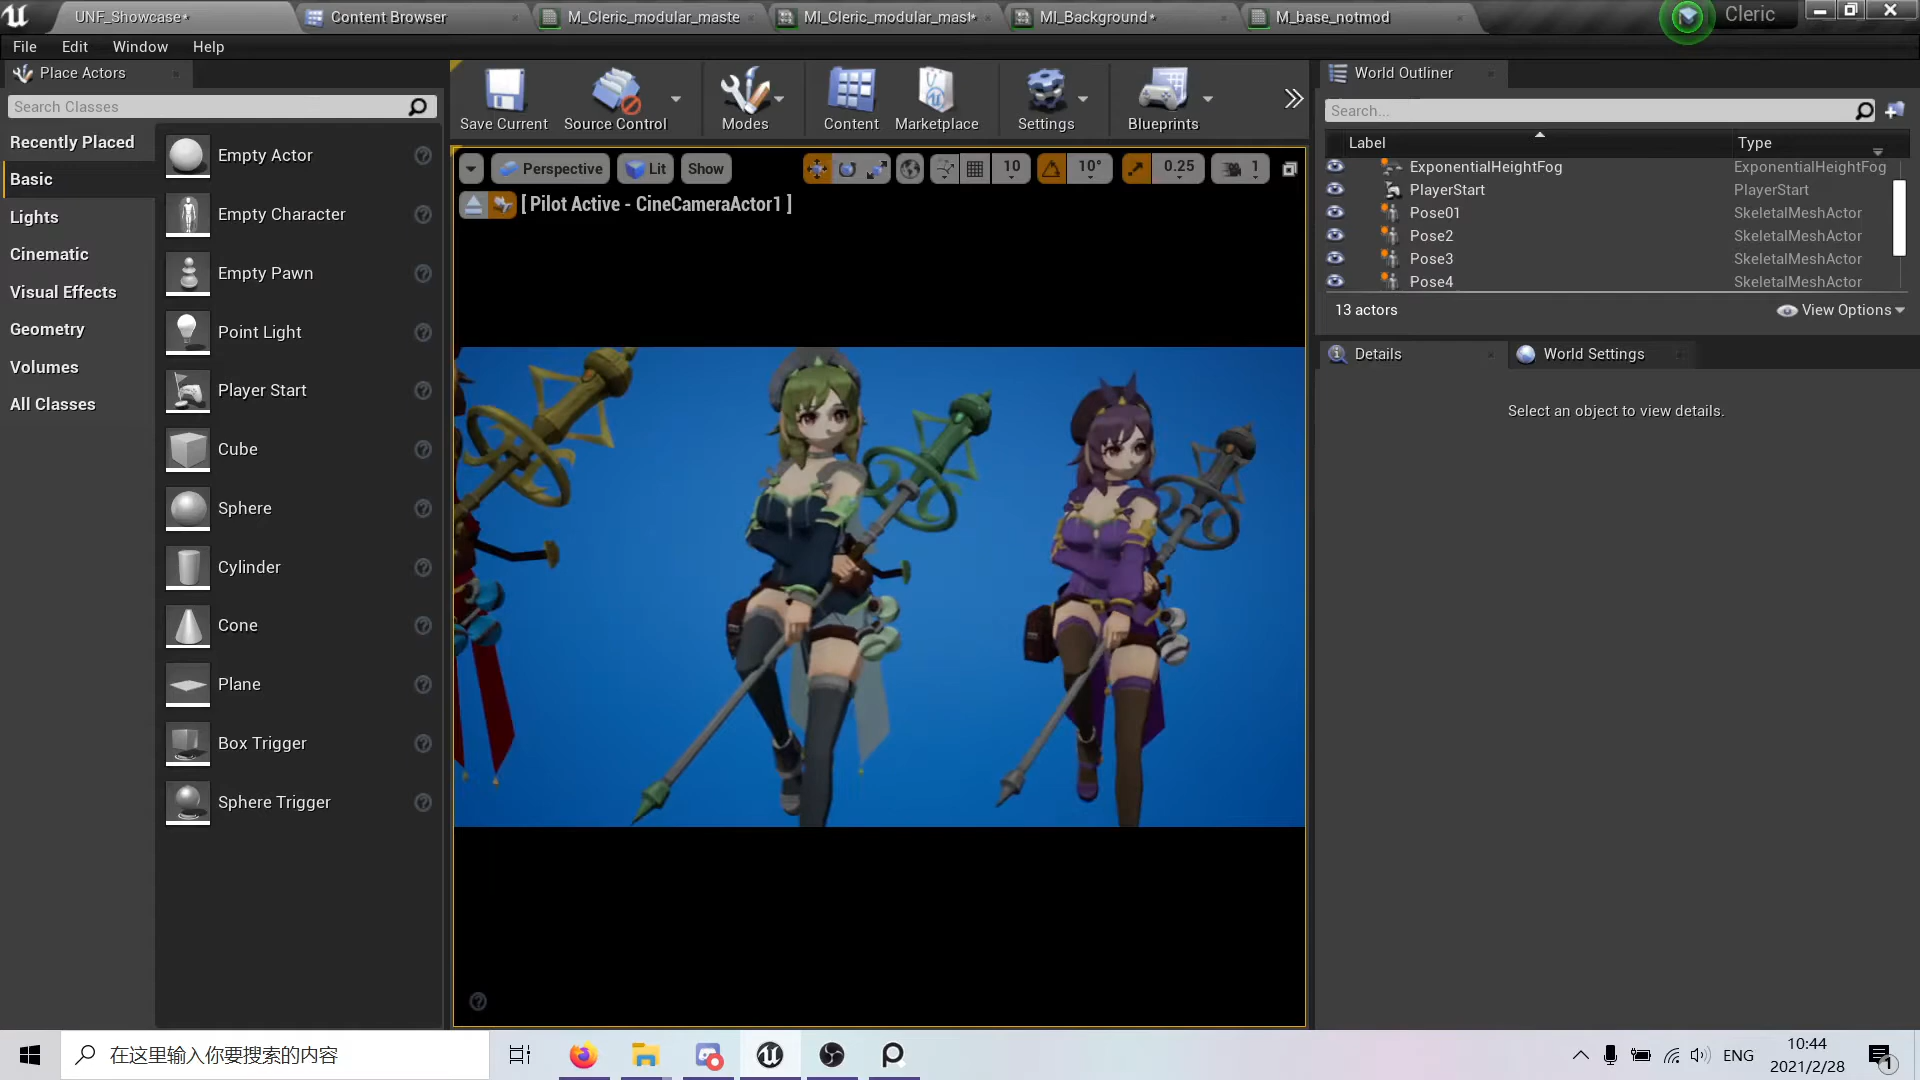 UNF_Showcase*
Content Browser
M_Cleric_modular_maste
MI_Cleric_modular_mast*
MI_Background*
M_base_notmod
Cleric
File
Edit
Window
Help
Place Actors
Search Classes
Recently Placed
Basic
Lights
Cinematic
Visual Effects
Geometry
Volumes
All Classes
Empty Actor
Empty Character
Empty Pawn
Point Light
Player Start
Cube
Sphere
Cylinder
Cone
Plane
Box Trigger
Sphere Trigger
Save Current
Source Control
Modes
Content
Marketplace
Settings
Blueprints
Perspective
Lit
Show
10
10°
0.25
1
[ Pilot Active - CineCameraActor1 ]
World Outliner
Search...
Label
Type
ExponentialHeightFog
ExponentialHeightFog
PlayerStart
PlayerStart
Pose01
SkeletalMeshActor
Pose2
SkeletalMeshActor
Pose3
SkeletalMeshActor
Pose4
SkeletalMeshActor
13 actors
View Options
Details
World Settings
Select an object to view details.
在这里输入你要搜索的内容
ENG
10:44
2021/2/28
1